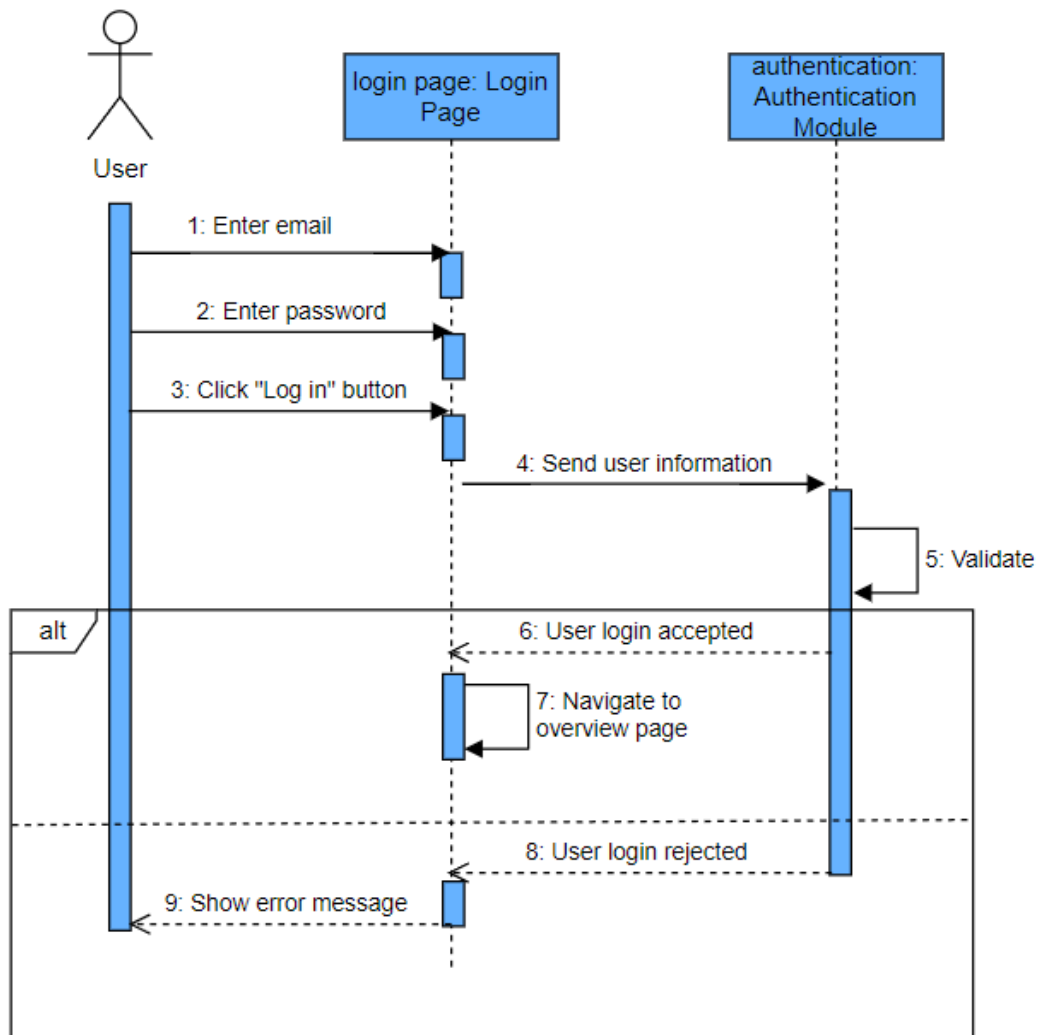 login page: Login
Page
authentication:
Authentication
Module
User
1: Enter email
2: Enter password
3: Click "Log in" button
4: Send user information
5: Validate
alt
6: User login accepted
7: Navigate to
overview page
8: User login rejected
9: Show error message